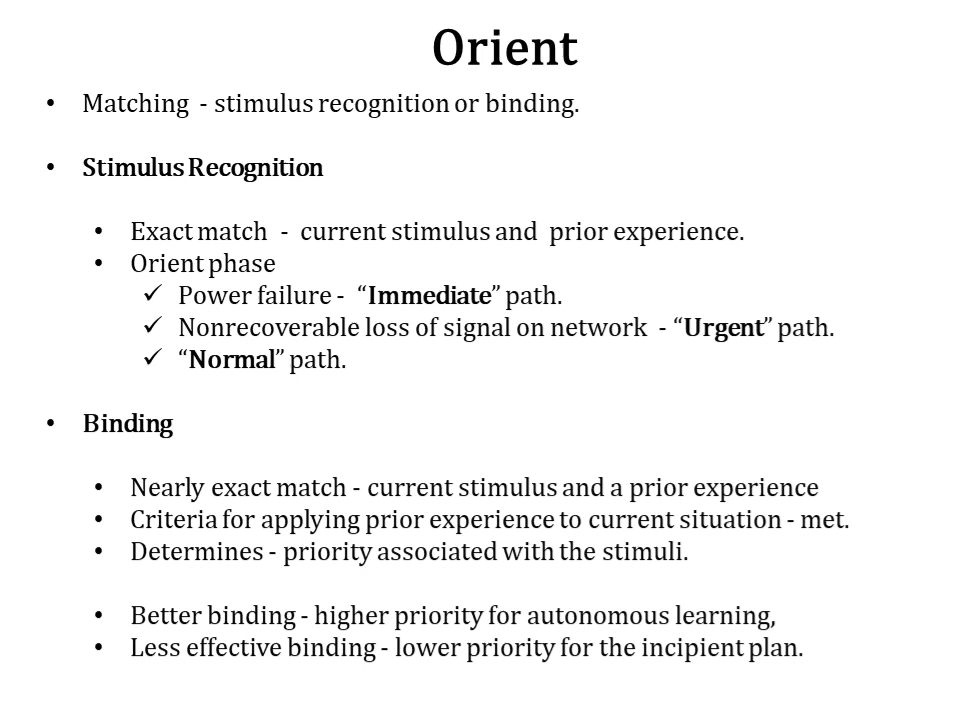 Orient
• Matching - stimulus recognition or binding.
• Stimulus Recognition
• Exact match - current stimulus and prior experience.
• Orient phase
✓ Power failure - “Immediate” path.
✓ Nonrecoverable loss of signal on network - “Urgent” path.
✓ “Normal” path.
• Binding
• Nearly exact match - current stimulus and a prior experience
• Criteria for applying prior experience to current situation - met.
• Determines - priority associated with the stimuli.
• Better binding - higher priority for autonomous learning,
• Less effective binding - lower priority for the incipient plan.